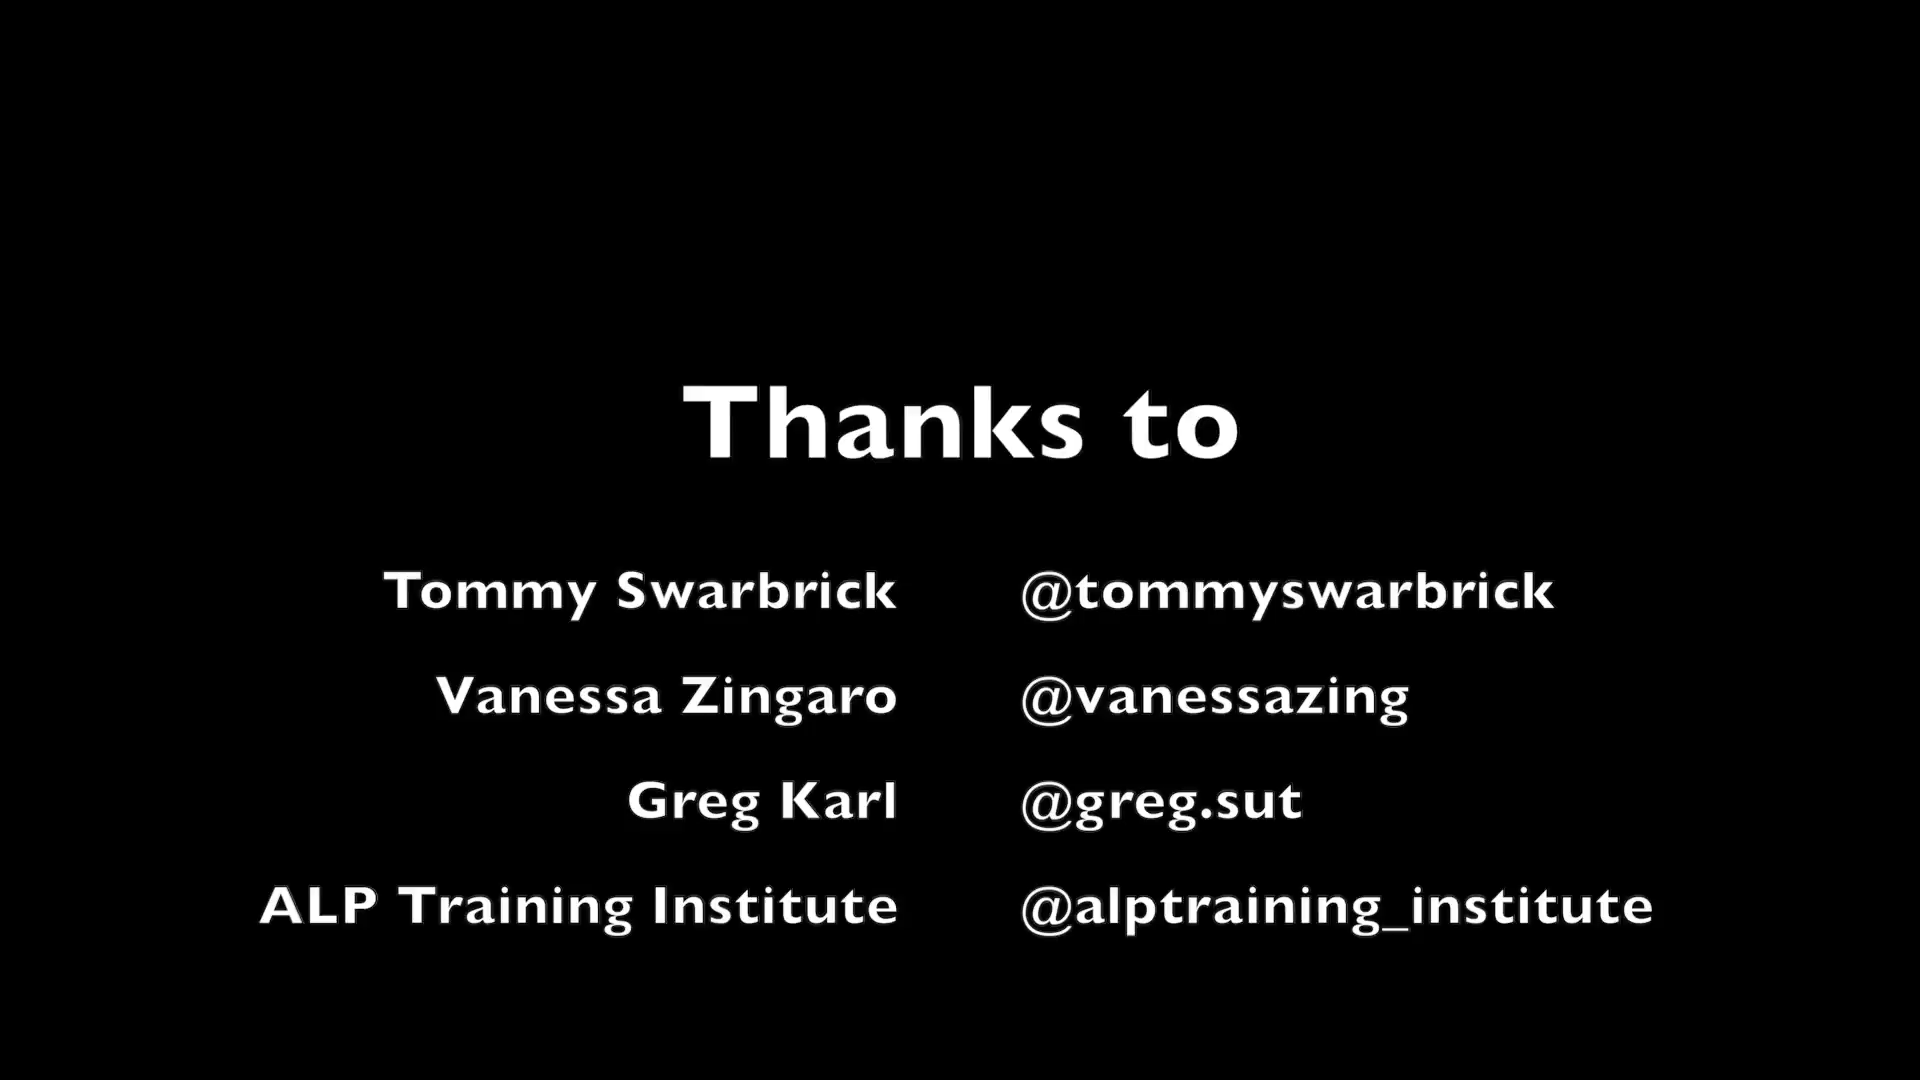 Thanks to
Tommy Swarbrick @tommyswarbrick
Vanessa Zingaro @vanessazing
Greg Karl @greg.sut
ALP Training Institute @alptraining_institute